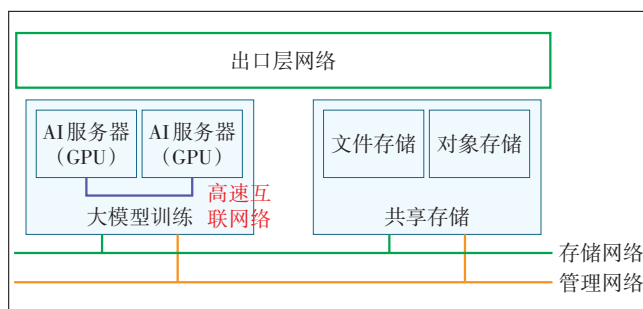 出口层网络
AI服务器
（GPU）
AI服务器
（GPU）
文件存储
对象存储
高速互
联网络
大模型训练
共享存储
存储网络
管理网络